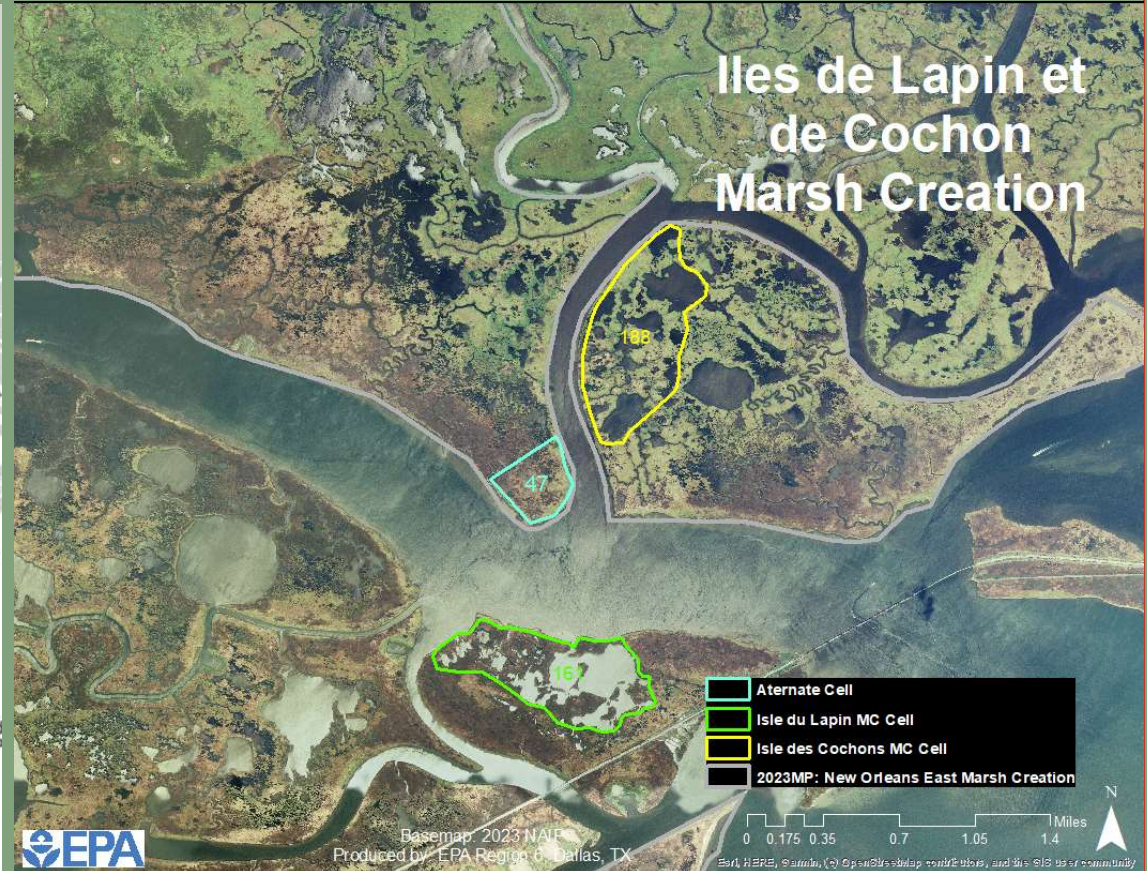 Iles de Lapin et
de Cochon
Marsh Creation
188
47
161
Aternate Cell
Isle du Lapin MC Cell
Isle des Cochons MC Cell
2023MP: New Orleans East Marsh Creation
N
Miles
0 0.175 0.35 0.7 1.05 1.4
EPA
Basemap: 2023 NAIP
Produced by: EPA Region 6, Dallas, TX
Esri, HERE, Garmin, (c) OpenStreetMap contributors, and the GIS user community